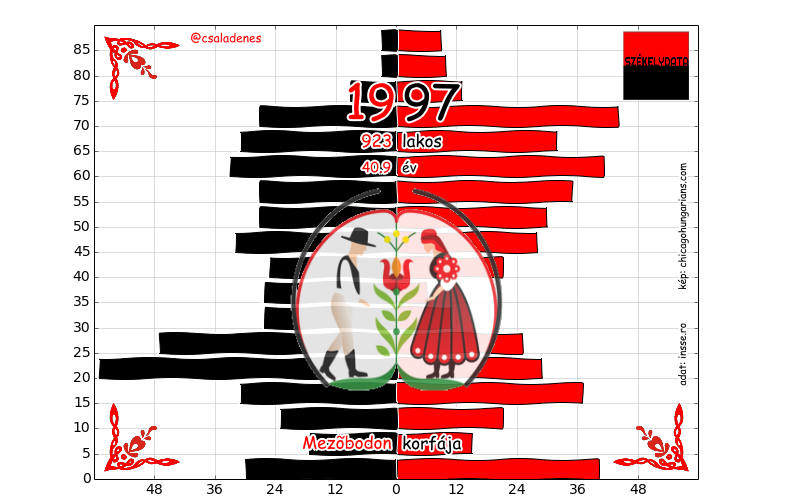 @csaladenes
SZÉKELYDATA
1997
923 lakos
40.9 év
kép: chicagohungarians.com
adat: insse.ro
Mezõbodon korfája
85
80
75
70
65
60
55
50
45
40
35
30
25
20
15
10
5
0
48 36 24 12 0 12 24 36 48